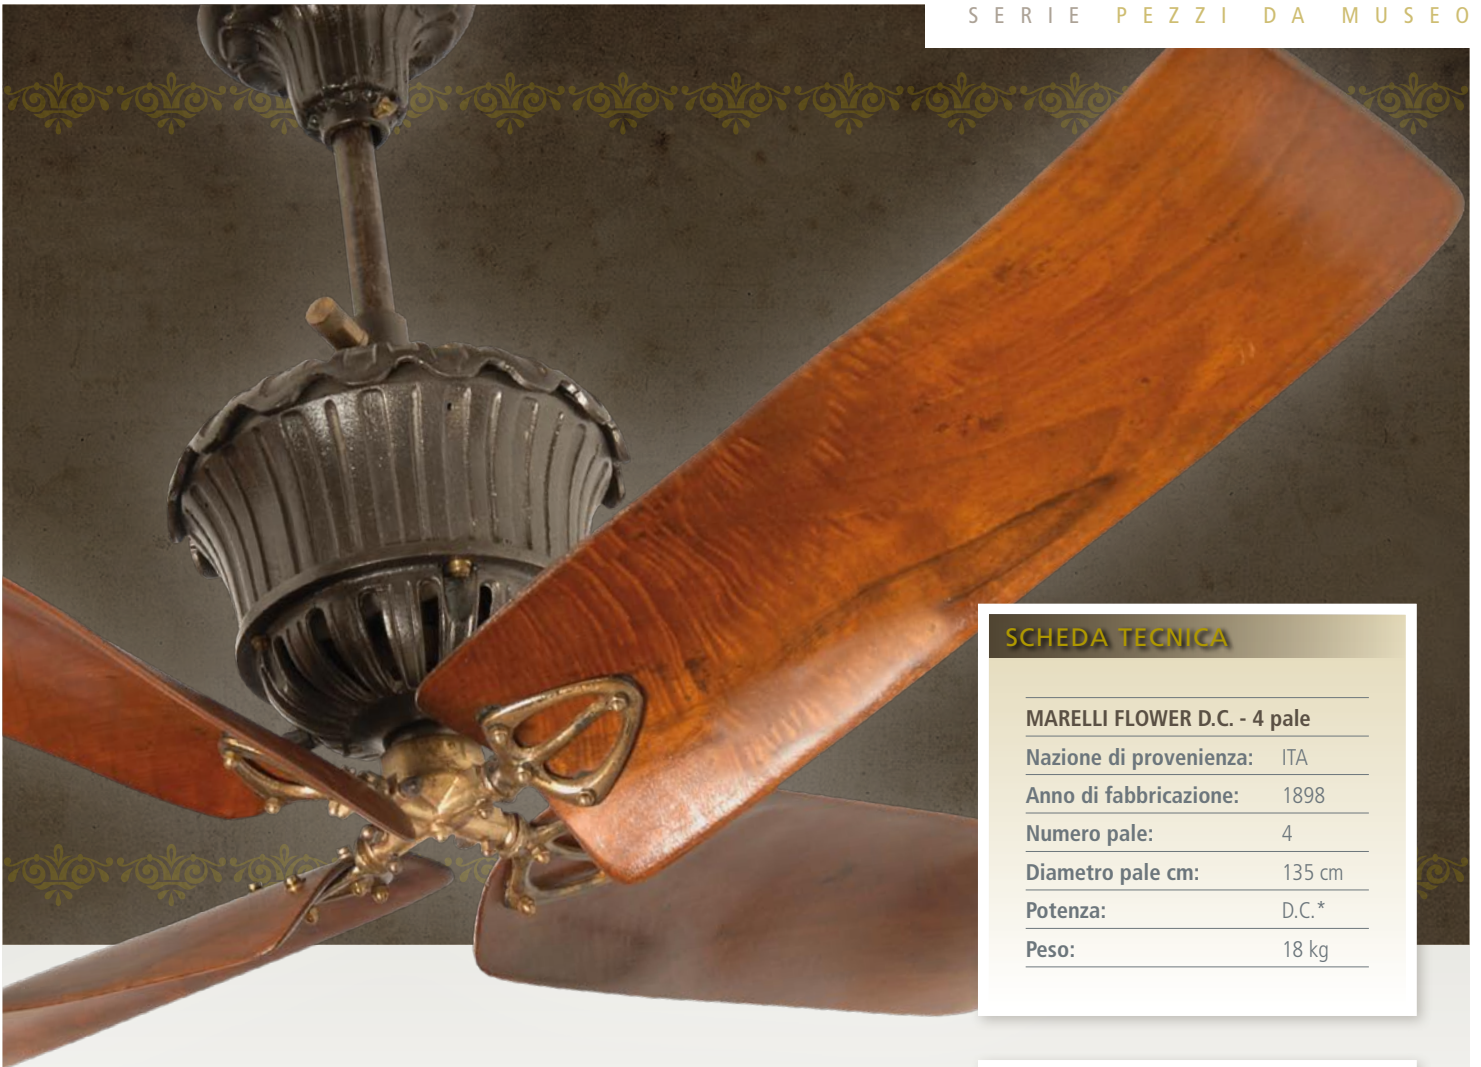 SERIE PEZZI DA MUSEO
SCHEDA TECNICA
MARELLI FLOWER D.C. - 4 pale
Nazione di provenienza: ITA
Anno di fabbricazione: 1898
Numero pale: 4
Diametro pale cm: 135 cm
Potenza: D.C.*
Peso: 18 kg